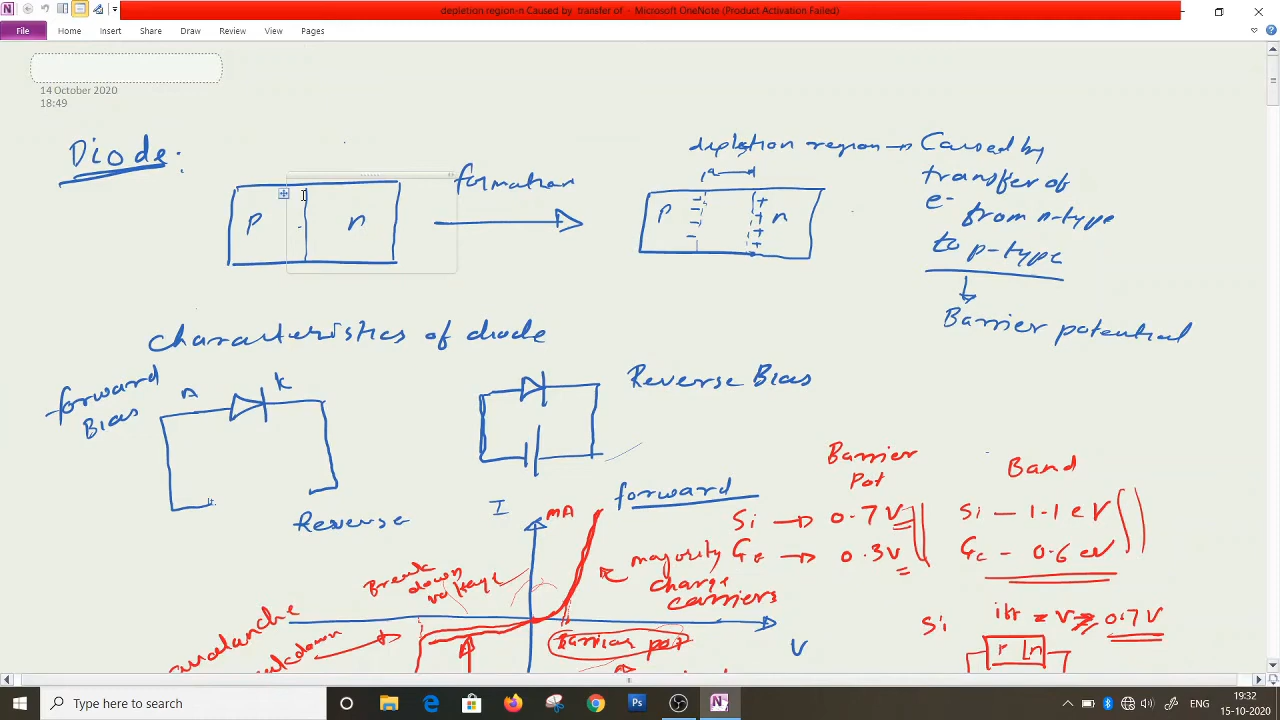 depletion region-n Caused by transfer of - Microsoft OneNote (Product Activation Failed)
File Home Insert Share Draw Review View Pages
14 October 2020
18:49
Diode:
P n
formation
depletion region → Caused by
transfer of
e- from n-type
to p-type
Barrier potential
P n
Characteristics of diode
forward
Bias
A K
Reverse Bias
Reverse
I
mA
forward
Barrier
Pot
Si → 0.7 V
Ge → 0.3 V
Band
Si - 1.1 eV
Ge - 0.6 eV
majority
charge
carriers
Break
down
voltage
avalanche
Barrier pot
V
Si
V 0.7 V
n
Type here to search
ENG
19:32
15-10-2020